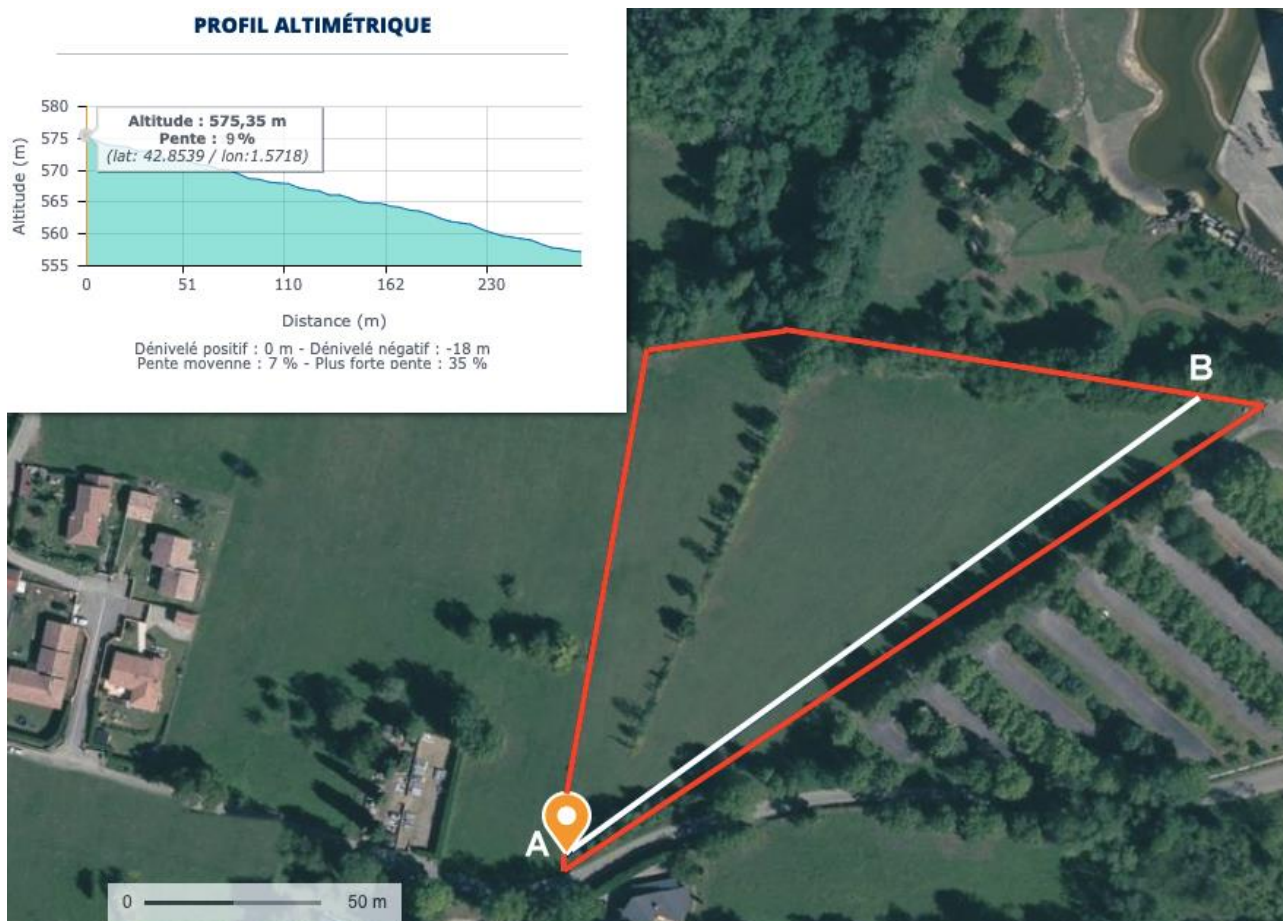 PROFIL ALTIMÉTRIQUE
580
575
570
565
560
555
Altitude (m)
Altitude : 575,35 m
Pente : 9%
(lat: 42.8539 / lon:1.5718)
0 51 110 162 230
Distance (m)
Dénivelé positif : 0 m - Dénivelé négatif : -18 m
Pente moyenne : 7 % - Plus forte pente : 35 %
B
A
0 50 m